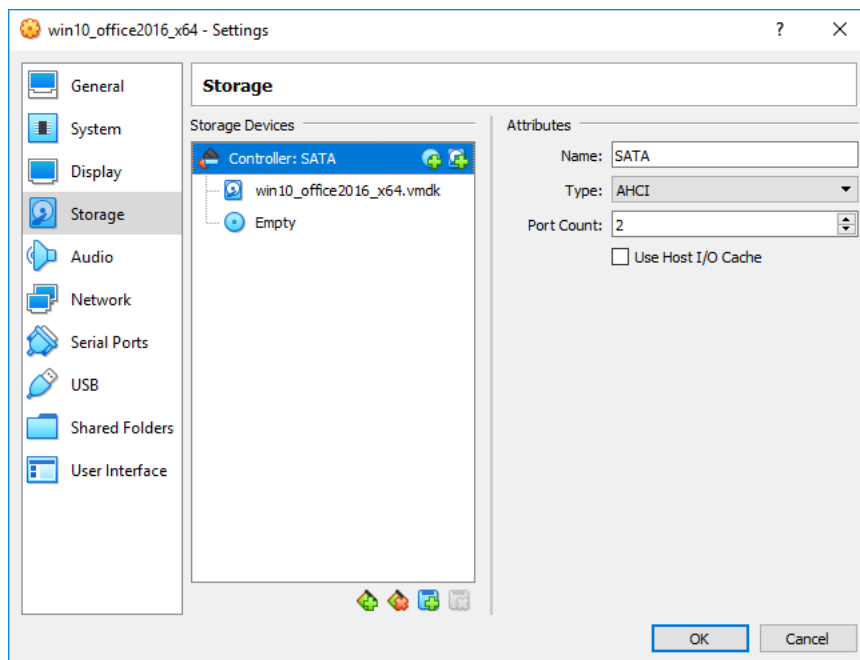 win10_office2016_x64 - Settings
?
General
System
Display
Storage
Audio
Network
Serial Ports
USB
Shared Folders
User Interface
Storage
Storage Devices
Controller: SATA
win10_office2016_x64.vmdk
Empty
Attributes
Name: SATA
Type: AHCI
Port Count: 2
Use Host I/O Cache
OK Cancel